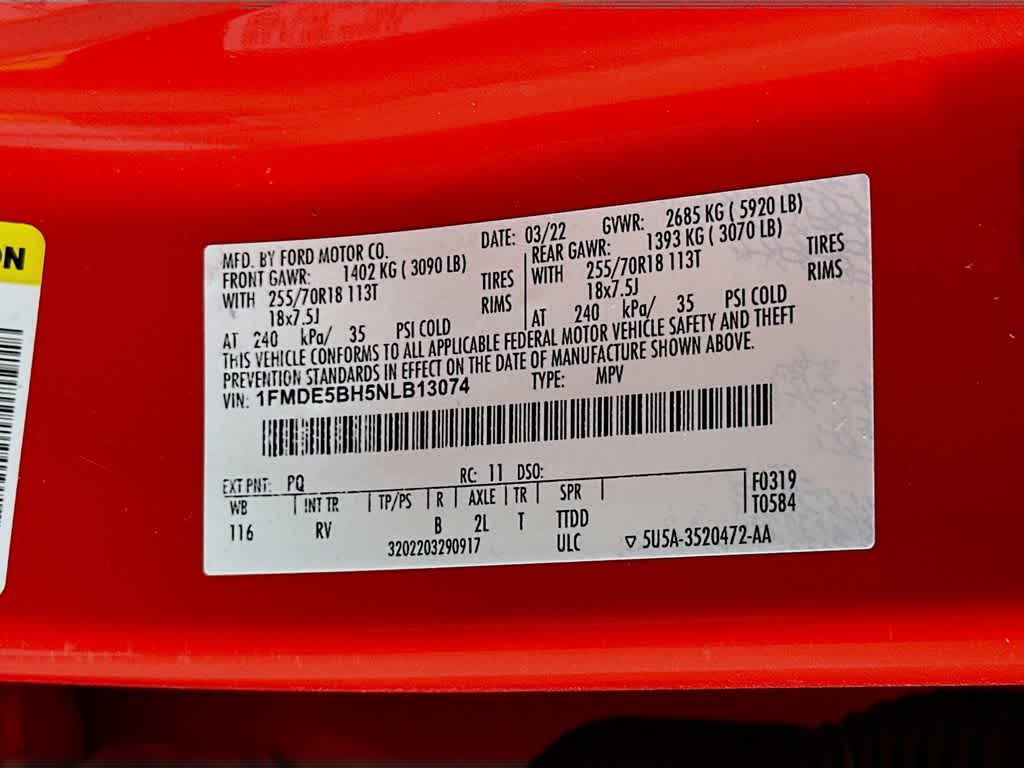 ON
MFD. BY FORD MOTOR CO. DATE: 03/22 GVWR: 2685 KG ( 5920 LB)
FRONT GAWR: 1402 KG ( 3090 LB) REAR GAWR: 1393 KG ( 3070 LB)
WITH 255/70R18 113T TIRES WITH 255/70R18 113T TIRES
18x7.5J RIMS 18x7.5J RIMS
AT 240 kPa/ 35 PSI COLD AT 240 kPa/ 35 PSI COLD
THIS VEHICLE CONFORMS TO ALL APPLICABLE FEDERAL MOTOR VEHICLE SAFETY AND THEFT
PREVENTION STANDARDS IN EFFECT ON THE DATE OF MANUFACTURE SHOWN ABOVE.
VIN: 1FMDE5BH5NLB13074 TYPE: MPV
EXT PNT: PQ RC: 11 DSO:
WB INT TR TP/PS R AXLE TR SPR F0319
116 RV B 2L T TTDD T0584
3202203290917 ULC ▽ 5U5A-3520472-AA